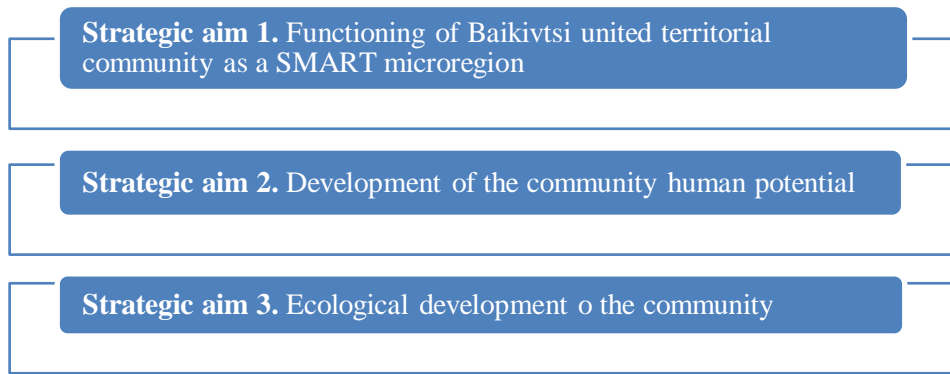 Strategic aim 1. Functioning of Baikivtsi united territorial
community as a SMART microregion
Strategic aim 2. Development of the community human potential
Strategic aim 3. Ecological development o the community